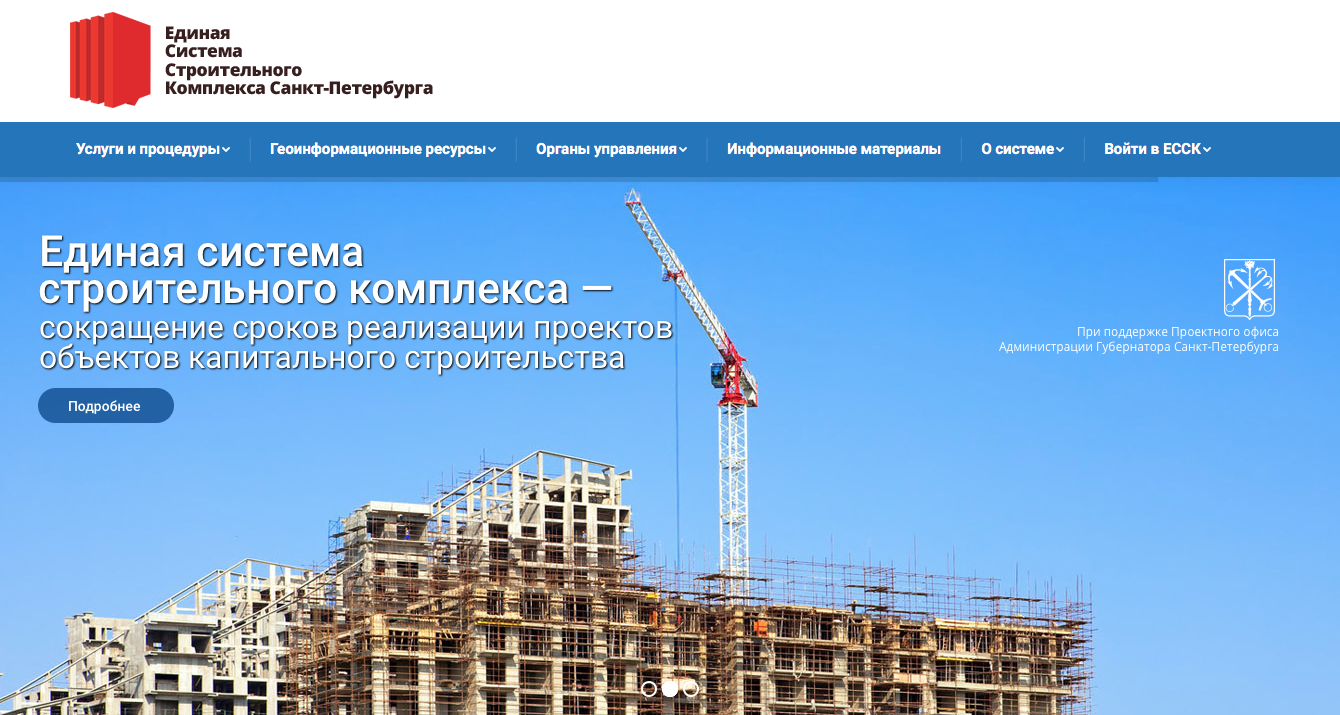 Единая
Система
Строительного
Комплекса Санкт-Петербурга
Услуги и процедуры
Геоинформационные ресурсы
Органы управления
Информационные материалы
О системе
Войти в ЕССК
Единая система
строительного комплекса —
сокращение сроков реализации проектов
объектов капитального строительства
Подробнее
При поддержке Проектного офиса
Администрации Губернатора Санкт-Петербурга